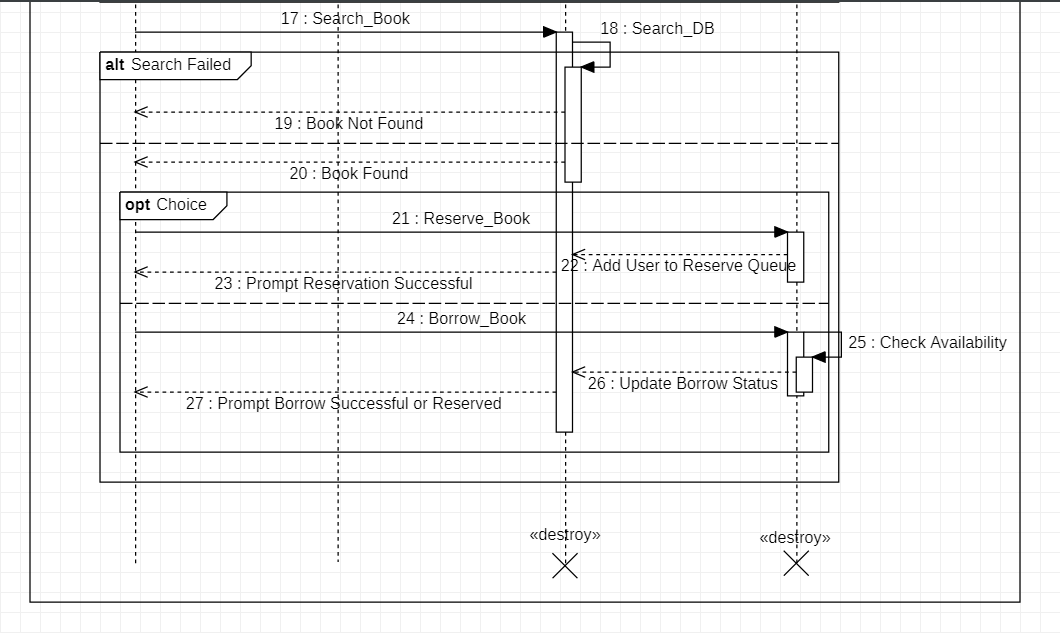 17 : Search_Book
18 : Search_DB
alt Search Failed
19 : Book Not Found
20 : Book Found
opt Choice
21 : Reserve_Book
22 : Add User to Reserve Queue
23 : Prompt Reservation Successful
24 : Borrow_Book
25 : Check Availability
26 : Update Borrow Status
27 : Prompt Borrow Successful or Reserved
«destroy»
«destroy»